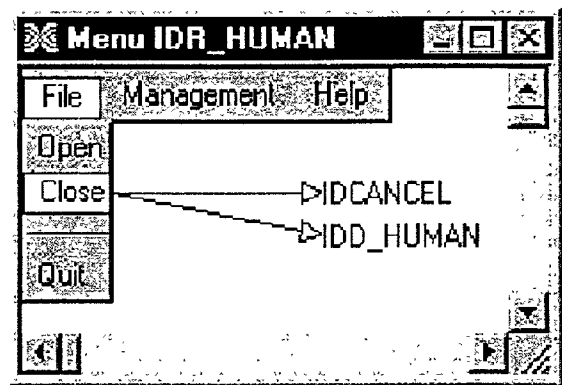 Menu IDR_HUMAN
File Management Help
Open
Close IDCANCEL
IDD_HUMAN
Quit